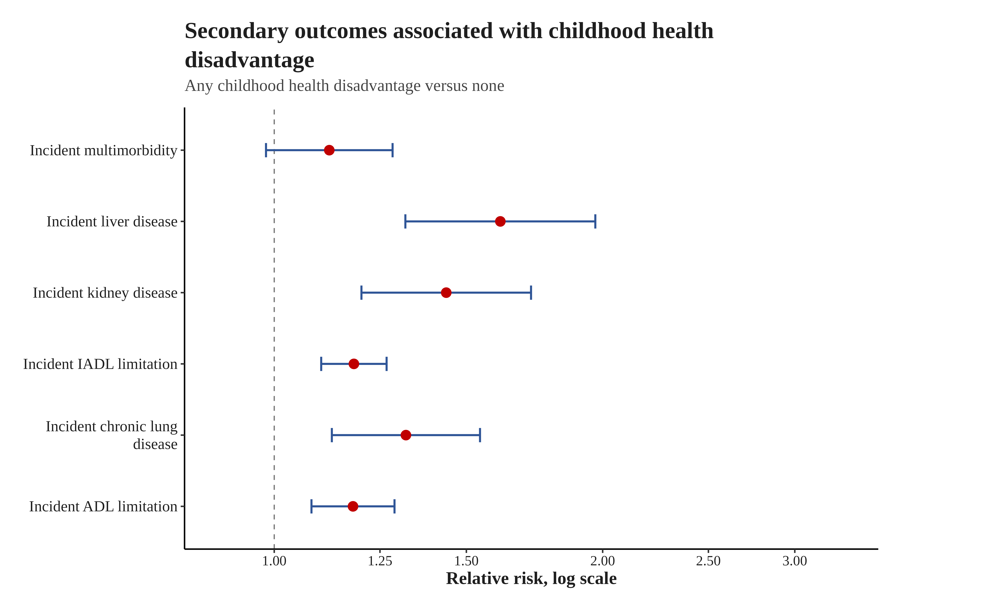 Secondary outcomes associated with childhood health
disadvantage
Any childhood health disadvantage versus none
Incident multimorbidity
Incident liver disease
Incident kidney disease
Incident IADL limitation
Incident chronic lung
disease
Incident ADL limitation
1.00 1.25 1.50 2.00 2.50 3.00
Relative risk, log scale